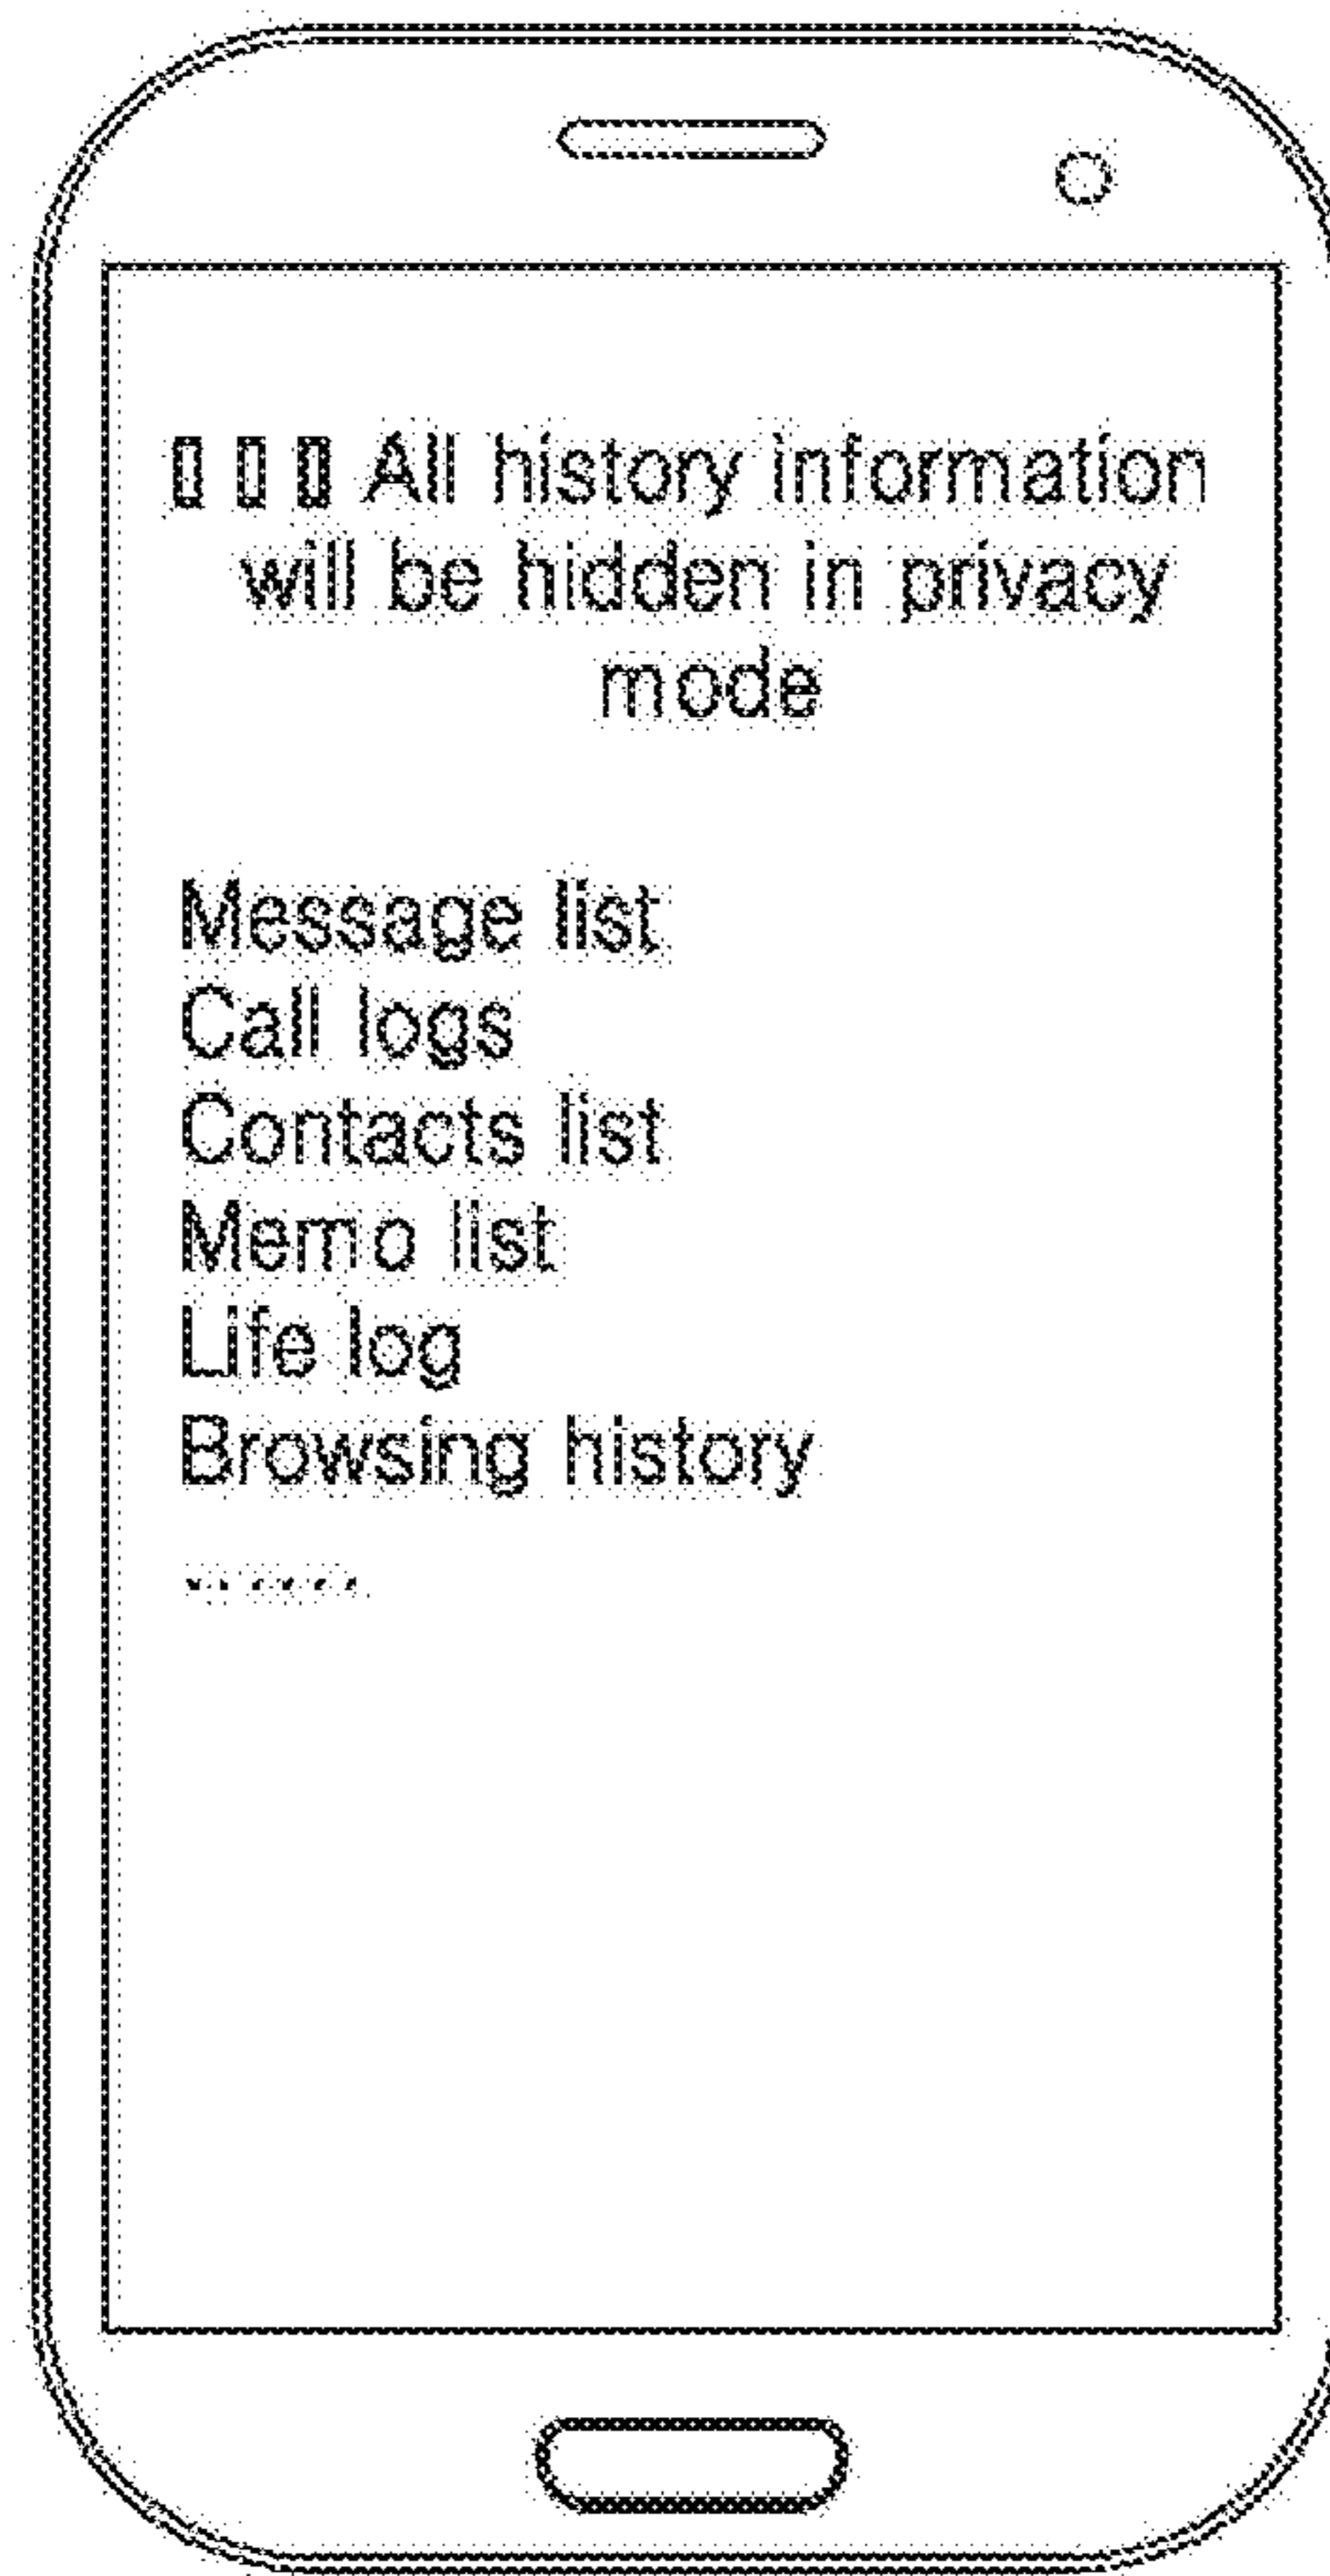 ▯ ▯ ▯ All history information
will be hidden in privacy
mode
Message list
Call logs
Contacts list
Memo list
Life log
Browsing history
......